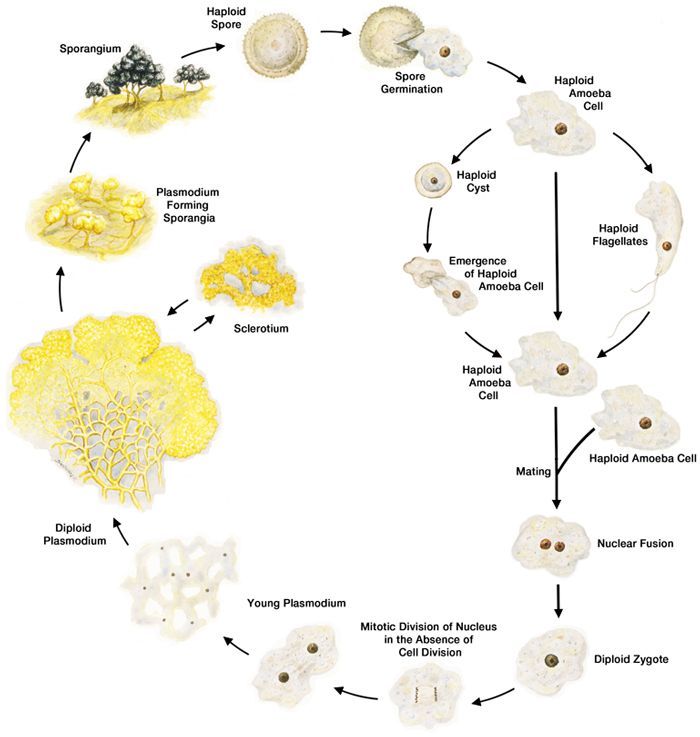 Haploid
Spore
Sporangium
Spore
Germination
Haploid
Amoeba
Cell
Haploid
Cyst
Haploid
Flagellates
Emergence
of Haploid
Amoeba Cell
Plasmodium
Forming
Sporangia
Sclerotium
Haploid
Amoeba
Cell
Haploid Amoeba Cell
Mating
Nuclear Fusion
Diploid Zygote
Mitotic Division of Nucleus
in the Absence of
Cell Division
Young Plasmodium
Diploid
Plasmodium